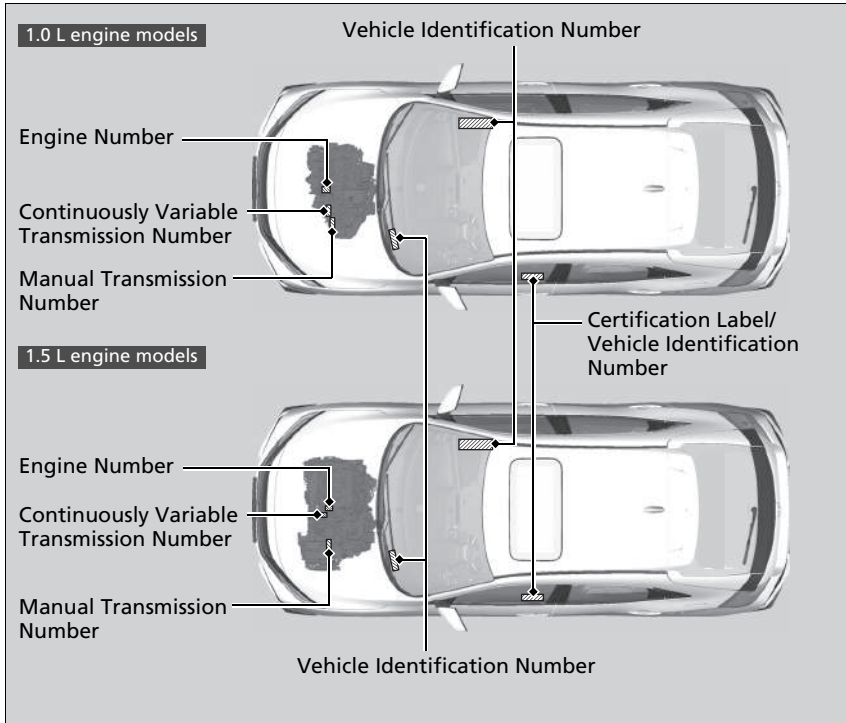 1.0 L engine models
Vehicle Identification Number
Engine Number
Continuously Variable
Transmission Number
Manual Transmission
Number
Certification Label/
Vehicle Identification
Number
1.5 L engine models
Engine Number
Continuously Variable
Transmission Number
Manual Transmission
Number
Vehicle Identification Number